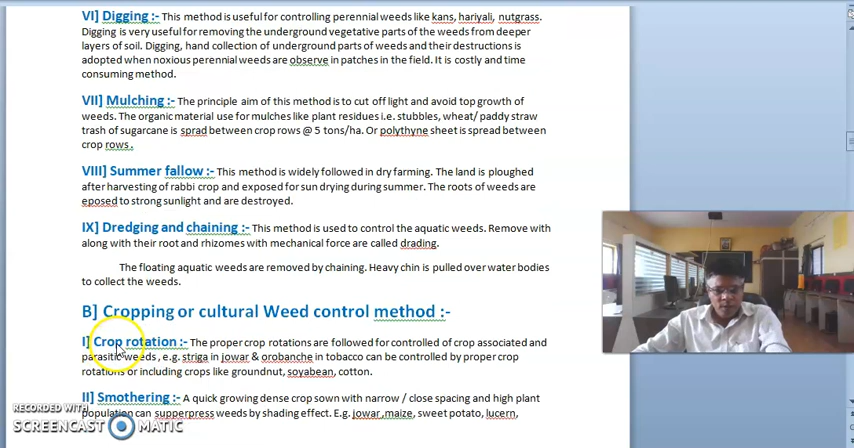 VI] Digging :- This method is useful for controlling perennial weeds like kans, hariyali, nutgrass.
Digging is very useful for removing the underground vegetative parts of the weeds from deeper
layers of soil. Digging, hand collection of underground parts of weeds and their destructions is
adopted when noxious perennial weeds are observe in patches in the field. It is costly and time
consuming method.
VII] Mulching :- The principle aim of this method is to cut off light and avoid top growth of
weeds. The organic material use for mulches like plant residues i.e. stubbles, wheat/ paddy straw
trash of sugarcane is sprad between crop rows @ 5 tons/ha. Or polythyne sheet is spread between
crop rows .
VIII] Summer fallow :- This method is widely followed in dry farming. The land is ploughed
after harvesting of rabbi crop and exposed for sun drying during summer. The roots of weeds are
eposed to strong sunlight and are destroyed.
IX] Dredging and chaining :- This method is used to control the aquatic weeds. Remove with
along with their root and rhizomes with mechanical force are called drading.
The floating aquatic weeds are removed by chaining. Heavy chin is pulled over water bodies
to collect the weeds.
B] Cropping or cultural Weed control method :-
I] Crop rotation :- The proper crop rotations are followed for controlled of crop associated and
parasitic weeds , e.g. striga in jowar & orobanche in tobacco can be controlled by proper crop
rotations or including crops like groundnut, soyabean, cotton.
II] Smothering :- A quick growing dense crop sown with narrow / close spacing and high plant
population can supperpress weeds by shading effect. E.g. jowar ,maize, sweet potato, lucern,
RECORDED WITH
SCREENCAST MATIC